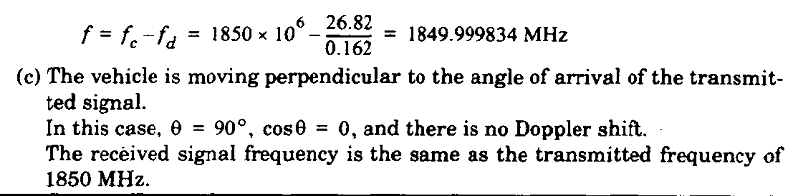 f = f_c − f_d = 1850 × 10^6 − 26.82/0.162 = 1849.999834 MHz
(c) The vehicle is moving perpendicular to the angle of arrival of the transmit-
ted signal.
In this case, θ = 90°, cosθ = 0, and there is no Doppler shift.
The received signal frequency is the same as the transmitted frequency of
1850 MHz.